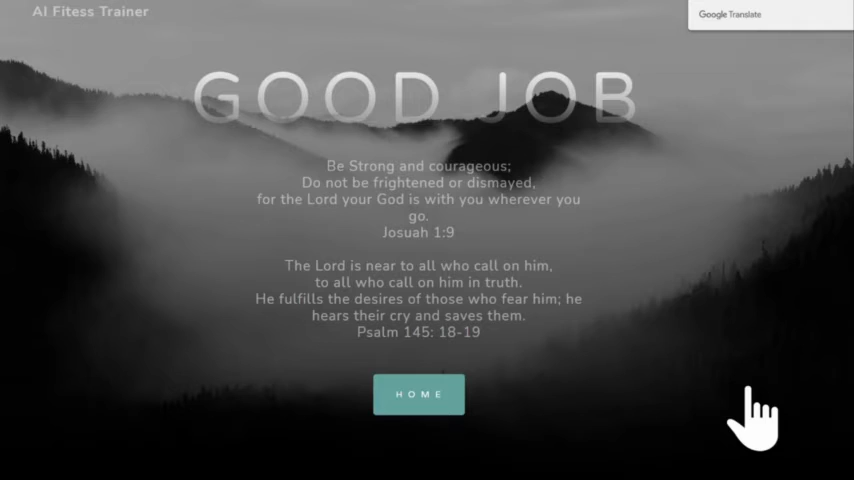 AI Fitess Trainer
Google Translate
GOOD JOB
Be Strong and courageous;
Do not be frightened or dismayed,
for the Lord your God is with you wherever you
go.
Josuah 1:9
The Lord is near to all who call on him,
to all who call on him in truth.
He fulfills the desires of those who fear him; he
hears their cry and saves them.
Psalm 145: 18-19
HOME